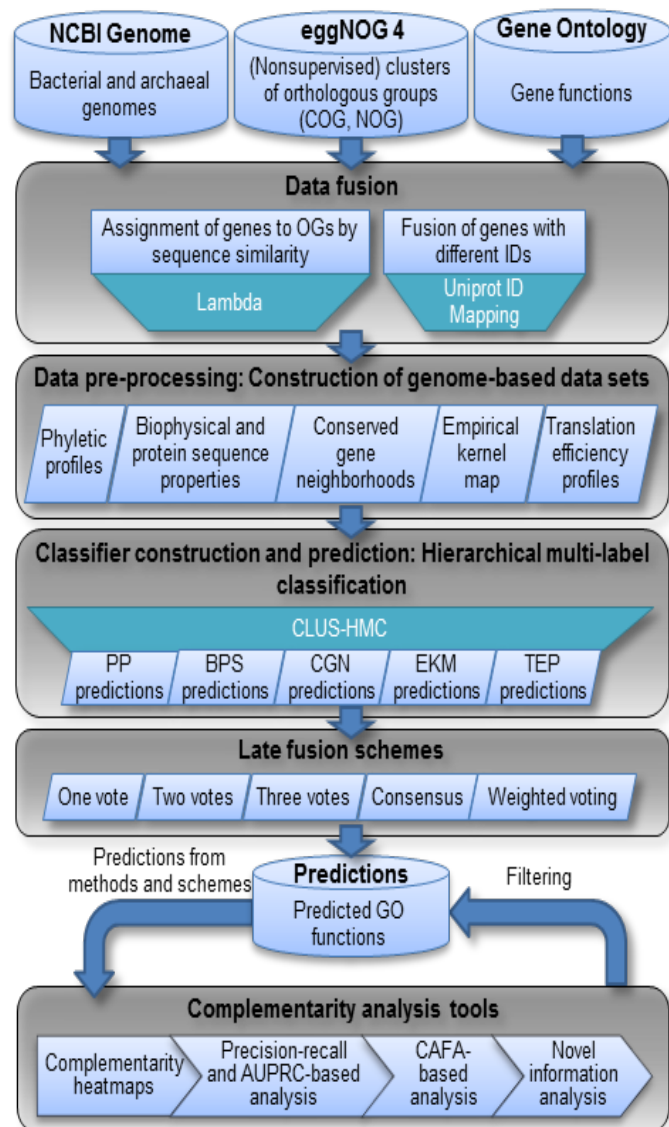 NCBI Genome
Bacterial and archaeal
genomes
eggNOG 4
(Nonsupervised) clusters
of orthologous groups
(COG, NOG)
Gene Ontology
Gene functions
Data fusion
Assignment of genes to OGs by
sequence similarity
Lambda
Fusion of genes with
different IDs
Uniprot ID
Mapping
Data pre-processing: Construction of genome-based data sets
Phyletic
profiles
Biophysical and
protein sequence
properties
Conserved
gene
neighborhoods
Empirical
kernel
map
Translation
efficiency
profiles
Classifier construction and prediction: Hierarchical multi-label
classification
CLUS-HMC
PP
predictions
BPS
predictions
CGN
predictions
EKM
predictions
TEP
predictions
Late fusion schemes
One vote
Two votes
Three votes
Consensus
Weighted voting
Predictions from
methods and schemes
Predictions
Predicted GO
functions
Filtering
Complementarity analysis tools
Complementarity
heatmaps
Precision-recall
and AUPRC-based
analysis
CAFA-
based
analysis
Novel
information
analysis